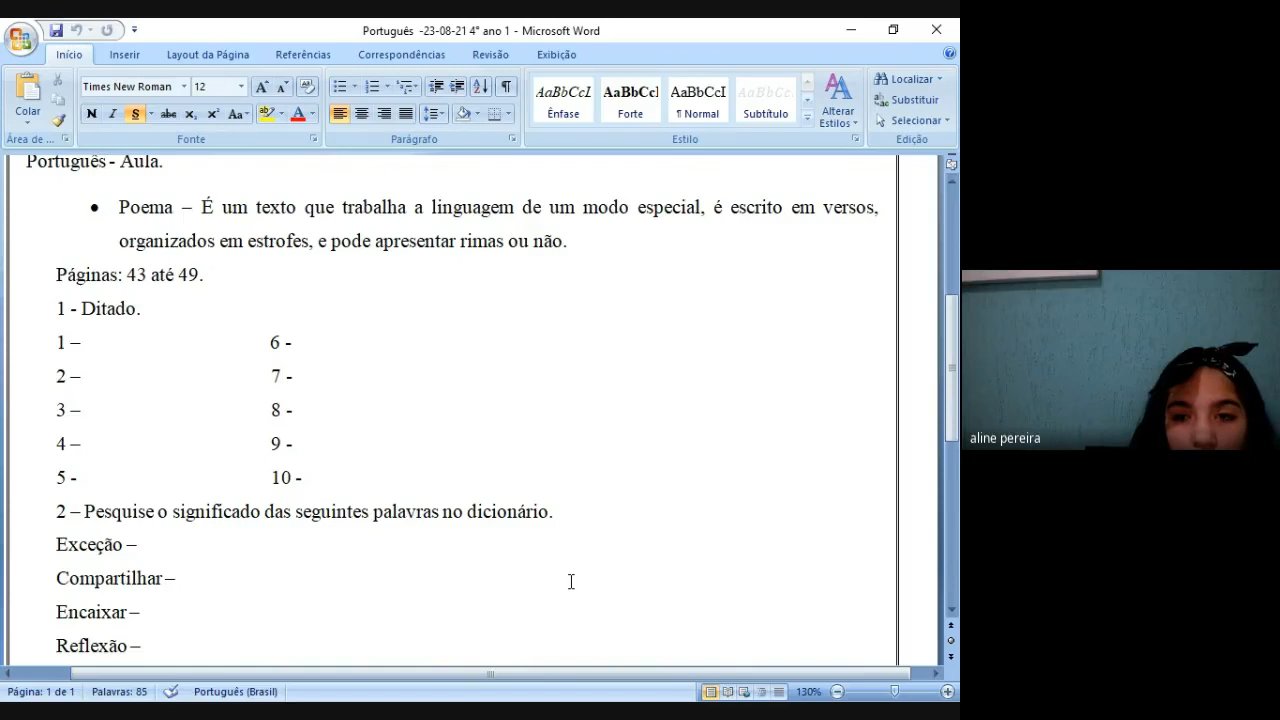 Português -23-08-21 4° ano 1 - Microsoft Word
Início Inserir Layout da Página Referências Correspondências Revisão Exibição
Times New Roman 12
AaBbCcI AaBbCcI AaBbCcI AaBbCc.
Colar
Ênfase Forte ¶ Normal Subtítulo
Alterar Estilos
Localizar
Substituir
Selecionar
N I S abe x₂ x² Aa
Área de ... Fonte Parágrafo Estilo Edição
Português - Aula.
• Poema – É um texto que trabalha a linguagem de um modo especial, é escrito em versos,
organizados em estrofes, e pode apresentar rimas ou não.
Páginas: 43 até 49.
1 - Ditado.
1 – 6 -
2 – 7 -
3 – 8 -
4 – 9 -
5 - 10 -
2 – Pesquise o significado das seguintes palavras no dicionário.
Exceção –
Compartilhar –
Encaixar –
Reflexão –
Página: 1 de 1 Palavras: 85 Português (Brasil) 130%
aline pereira